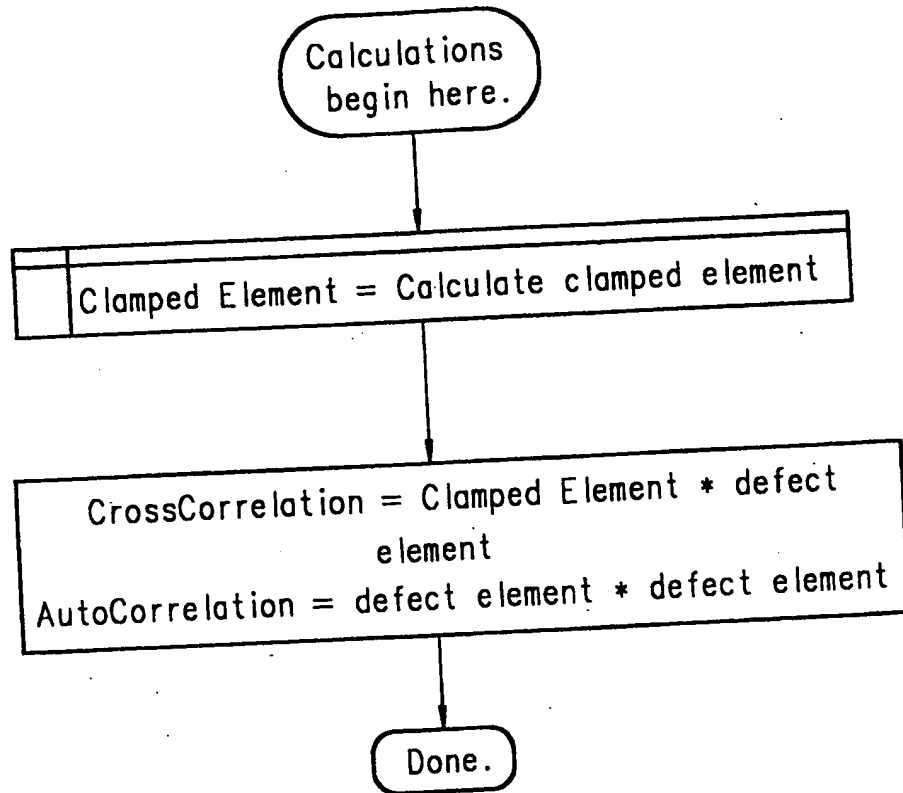 Calculations
begin here.
Clamped Element = Calculate clamped element
CrossCorrelation = Clamped Element * defect
element
AutoCorrelation = defect element * defect element
Done.